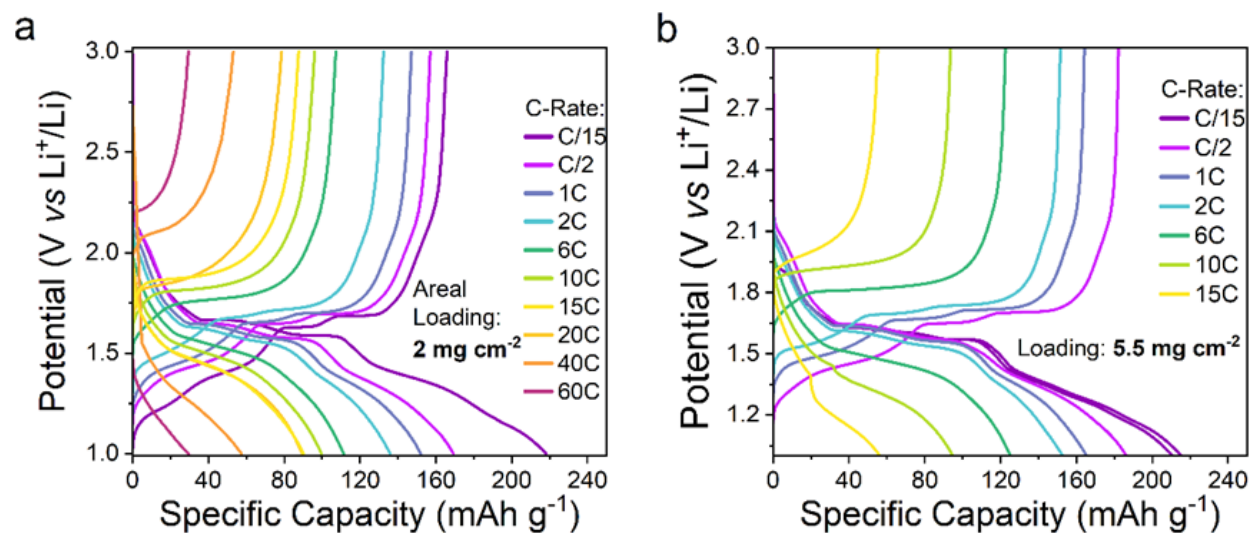 a
Potential (V vs Li⁺/Li)
3.0
2.5
2.0
1.5
1.0
C-Rate:
C/15
C/2
1C
2C
6C
10C
15C
20C
40C
60C
Areal
Loading:
2 mg cm⁻²
0 40 80 120 160 200 240
Specific Capacity (mAh g⁻¹)
b
Potential (V vs Li⁺/Li)
3.0
2.7
2.4
2.1
1.8
1.5
1.2
C-Rate:
C/15
C/2
1C
2C
6C
10C
15C
Loading: 5.5 mg cm⁻²
0 40 80 120 160 200 240
Specific Capacity (mAh g⁻¹)